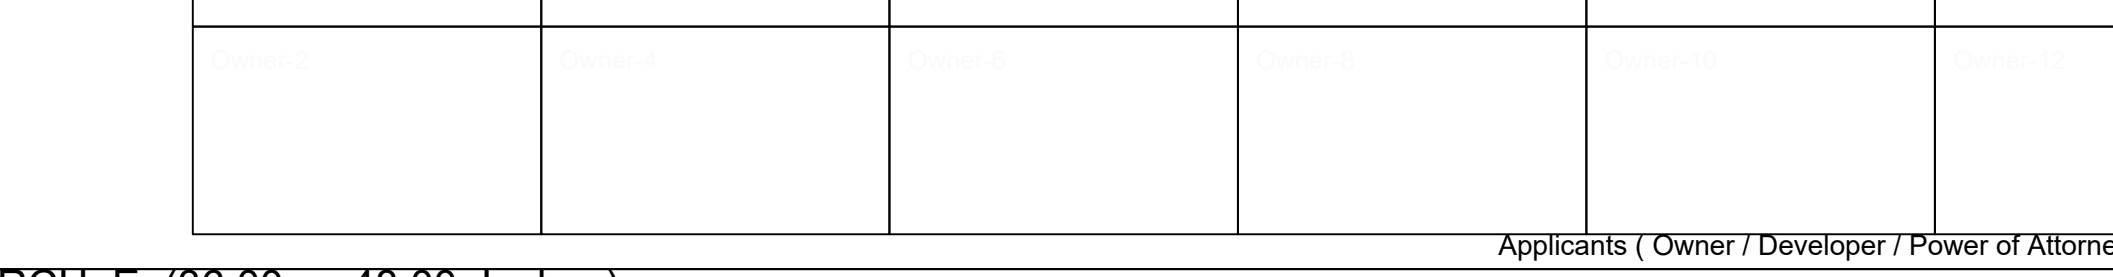 Owner-2 Owner-4 Owner-6 Owner-8 Owner-10 Owner-12
Applicants ( Owner / Developer / Power of Attorne